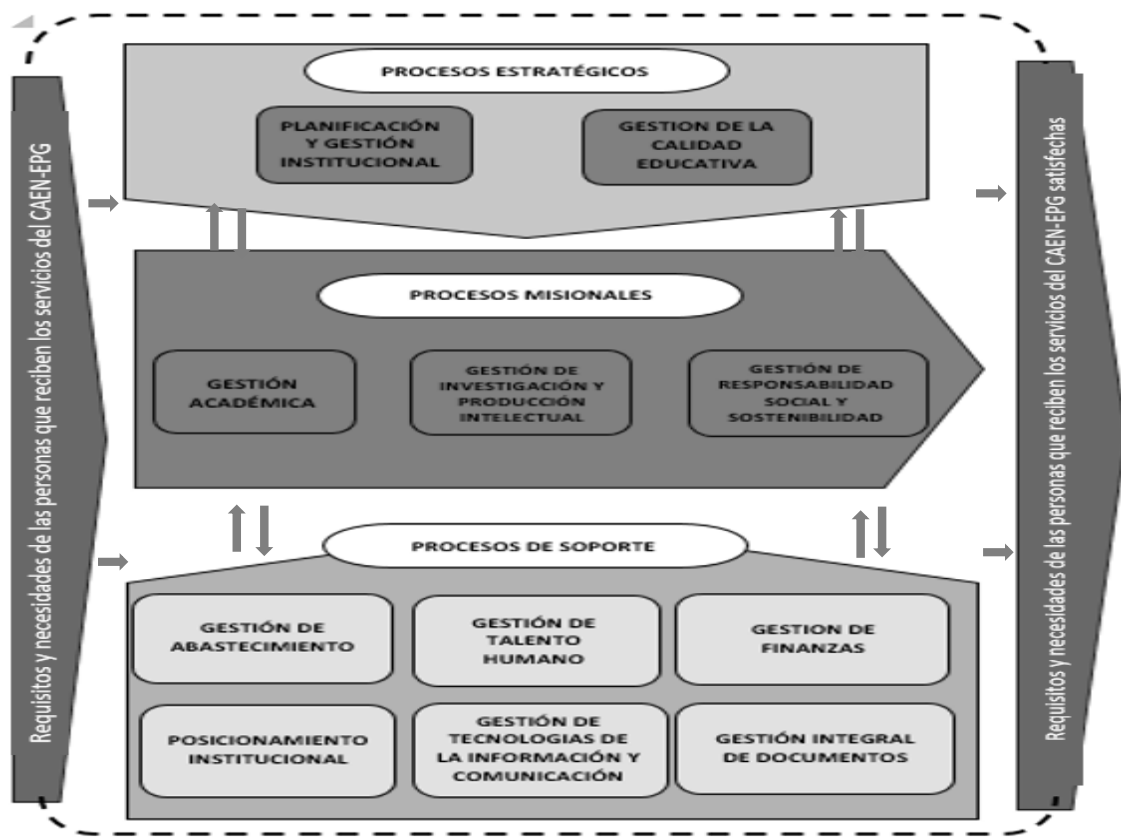 Requisitos y necesidades de las personas que reciben los servicios del CAEN-EPG
PROCESOS ESTRATÉGICOS
PLANIFICACIÓN
Y GESTIÓN
INSTITUCIONAL
GESTION DE LA
CALIDAD
EDUCATIVA
PROCESOS MISIONALES
GESTIÓN
ACADÉMICA
GESTIÓN DE
INVESTIGACIÓN Y
PRODUCCIÓN
INTELECTUAL
GESTIÓN DE
RESPONSABILIDAD
SOCIAL Y
SOSTENIBILIDAD
PROCESOS DE SOPORTE
GESTIÓN DE
ABASTECIMIENTO
GESTIÓN DE
TALENTO
HUMANO
GESTION DE
FINANZAS
POSICIONAMIENTO
INSTITUCIONAL
GESTIÓN DE
TECNOLOGIAS DE
LA INFORMACIÓN Y
COMUNICACIÓN
GESTIÓN INTEGRAL
DE DOCUMENTOS
Requisitos y necesidades de las personas que reciben los servicios del CAEN-EPG satisfechas